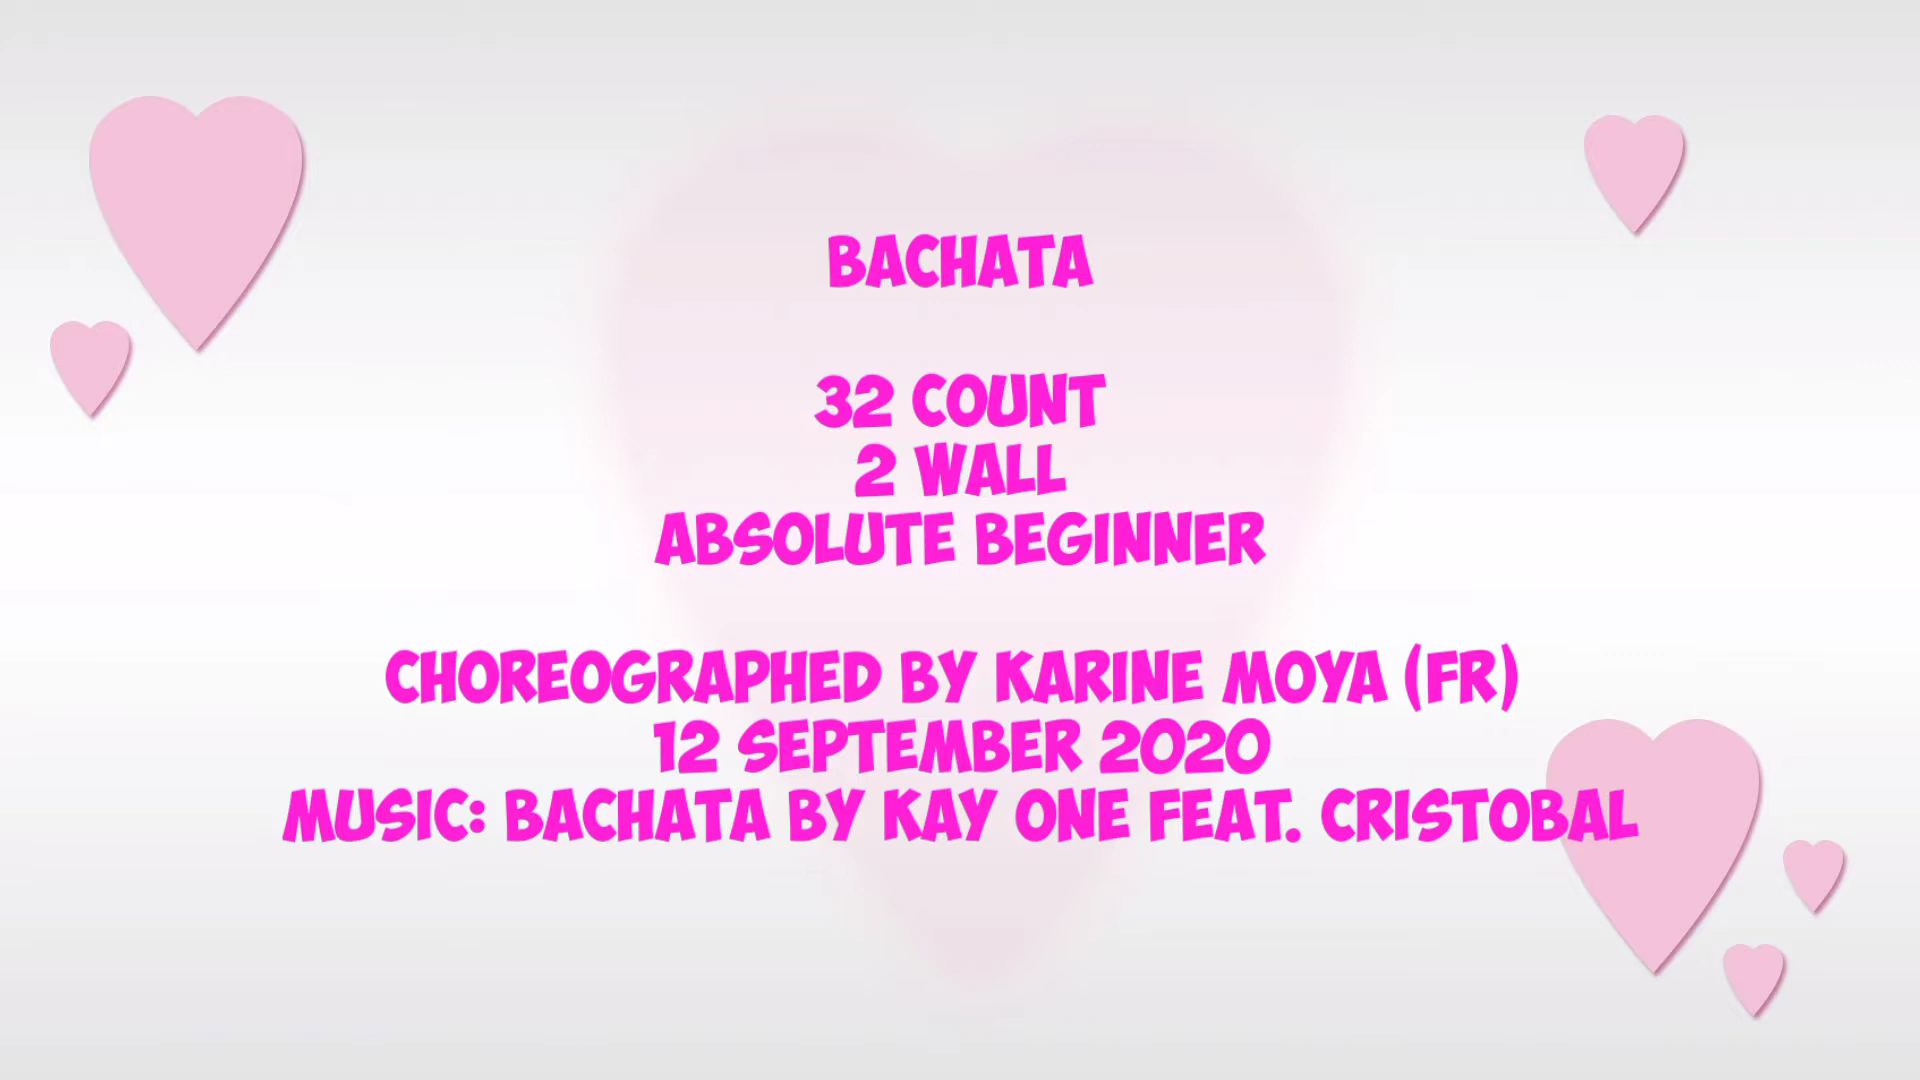 BACHATA
32 COUNT
2 WALL
ABSOLUTE BEGINNER
CHOREOGRAPHED BY KARINE MOYA (FR)
12 SEPTEMBER 2020
MUSIC: BACHATA BY KAY ONE FEAT. CRISTOBAL